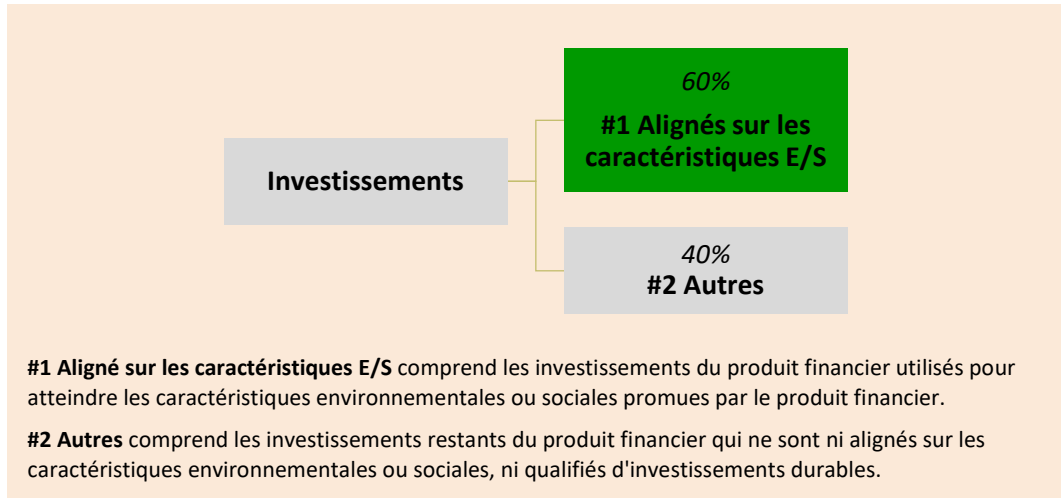 60%
#1 Alignés sur les
caractéristiques E/S
Investissements
40%
#2 Autres
#1 Aligné sur les caractéristiques E/S comprend les investissements du produit financier utilisés pour
atteindre les caractéristiques environnementales ou sociales promues par le produit financier.
#2 Autres comprend les investissements restants du produit financier qui ne sont ni alignés sur les
caractéristiques environnementales ou sociales, ni qualifiés d'investissements durables.